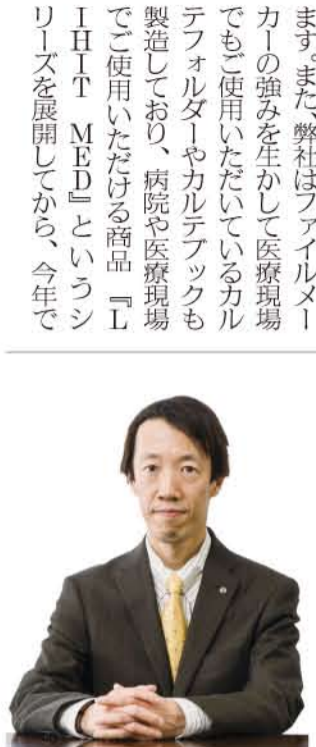 ます。また、弊社はファイルメー
カーの強みを生かして医療現場
でもご使用いただいているカル
テフォルダーやカルテブックも
製造しており、病院や医療現場
でご使用いただける商品『L
IHIT MED』というシ
リーズを展開してから、今年で